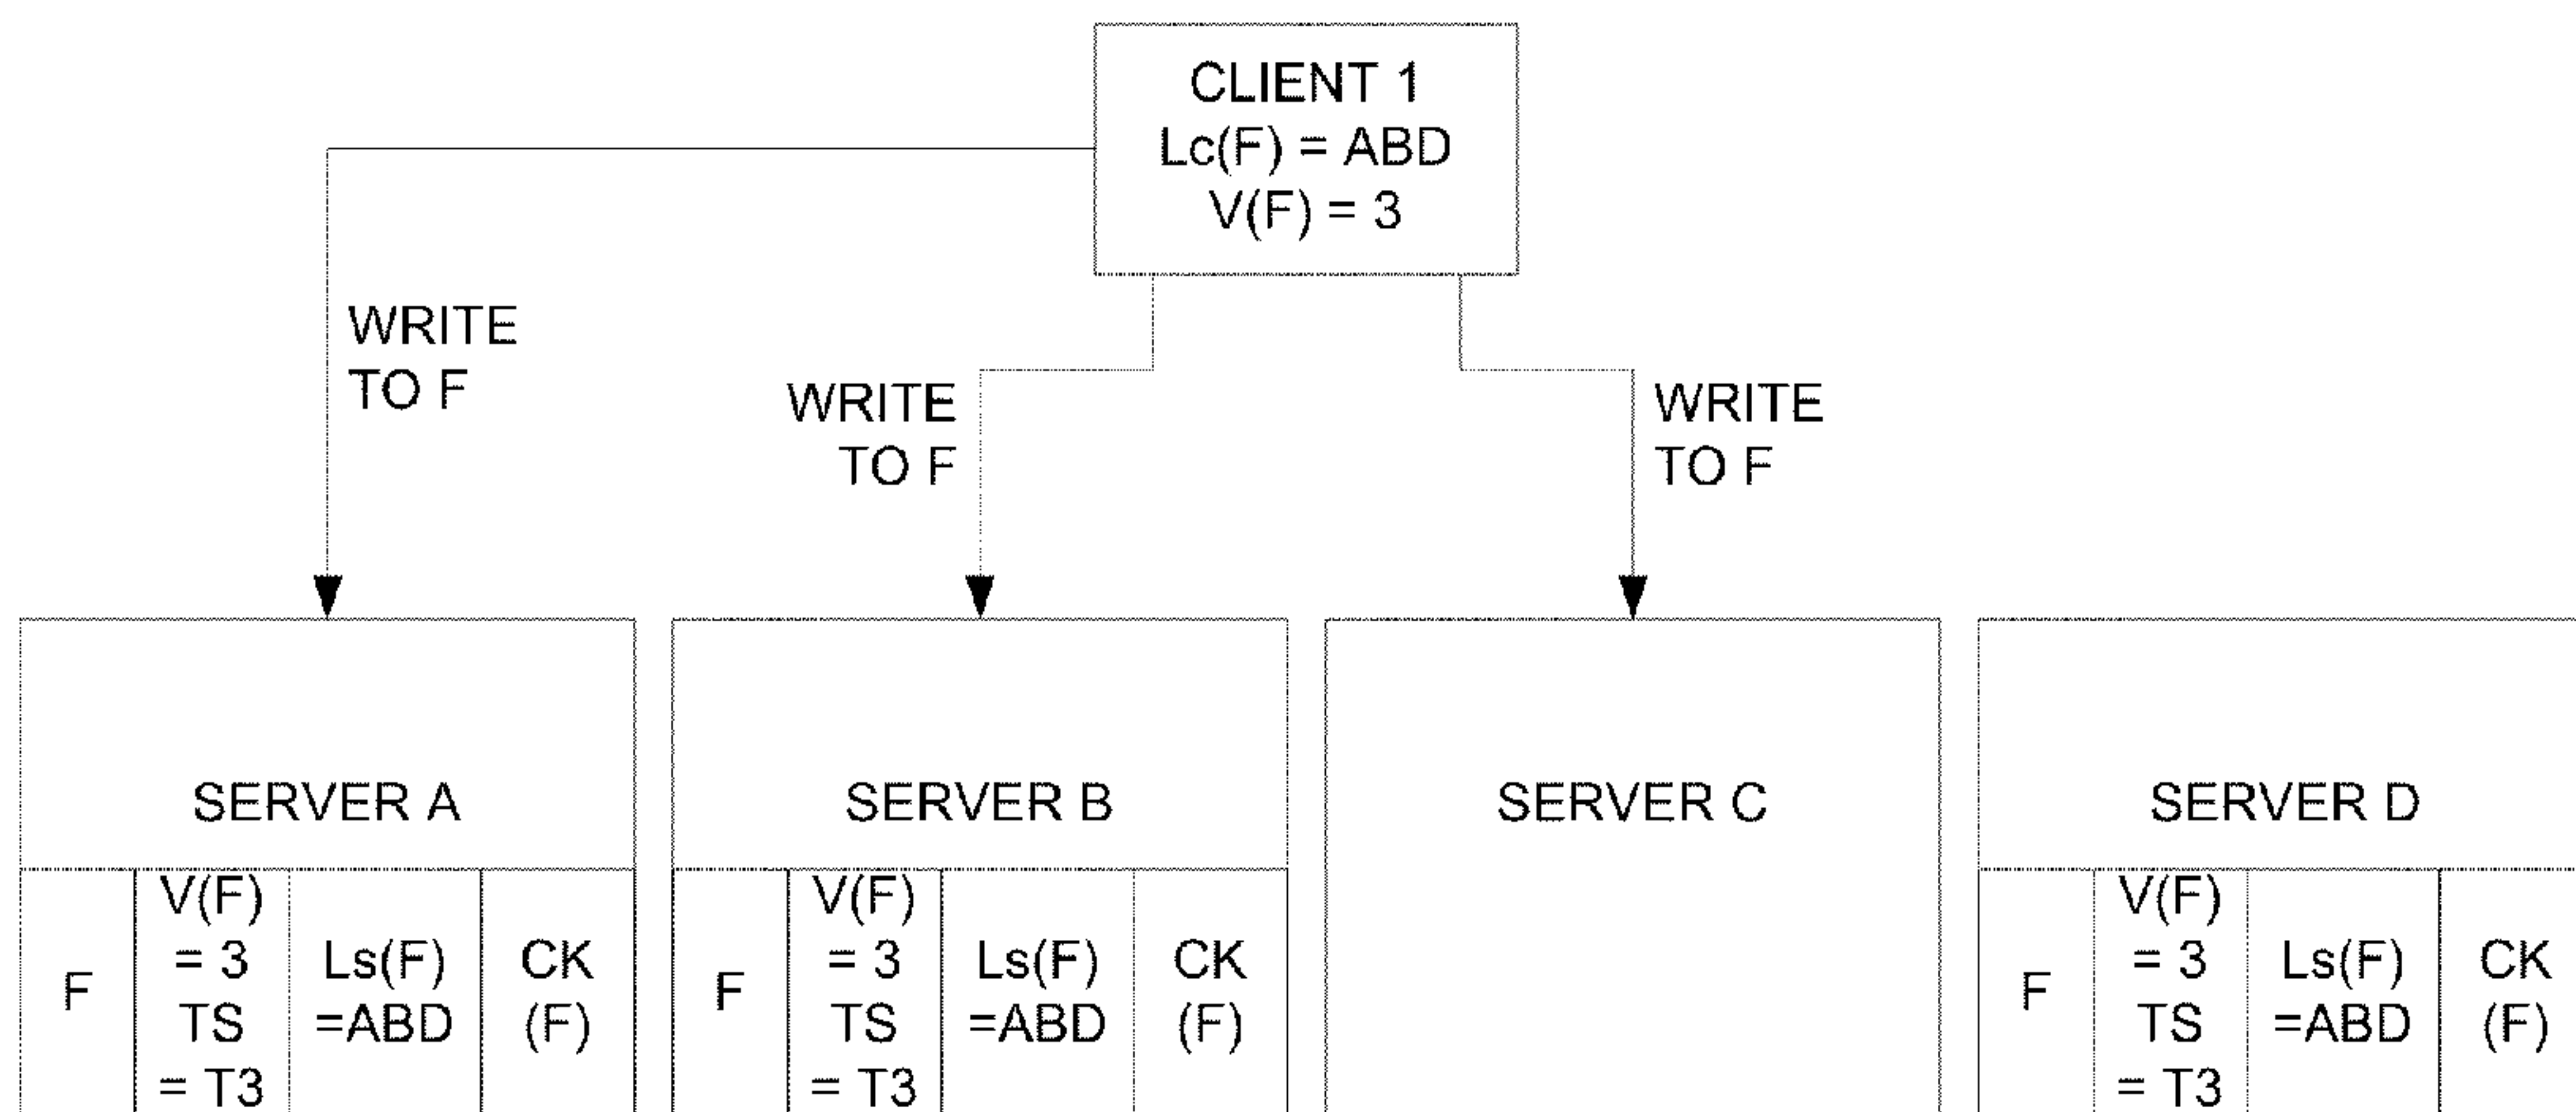 CLIENT 1
Lc(F) = ABD
V(F) = 3
WRITE
TO F
WRITE
TO F
WRITE
TO F
SERVER A
F
V(F)
= 3
TS
= T3
Ls(F)
=ABD
CK
(F)
SERVER B
F
V(F)
= 3
TS
= T3
Ls(F)
=ABD
CK
(F)
SERVER C
SERVER D
F
V(F)
= 3
TS
= T3
Ls(F)
=ABD
CK
(F)